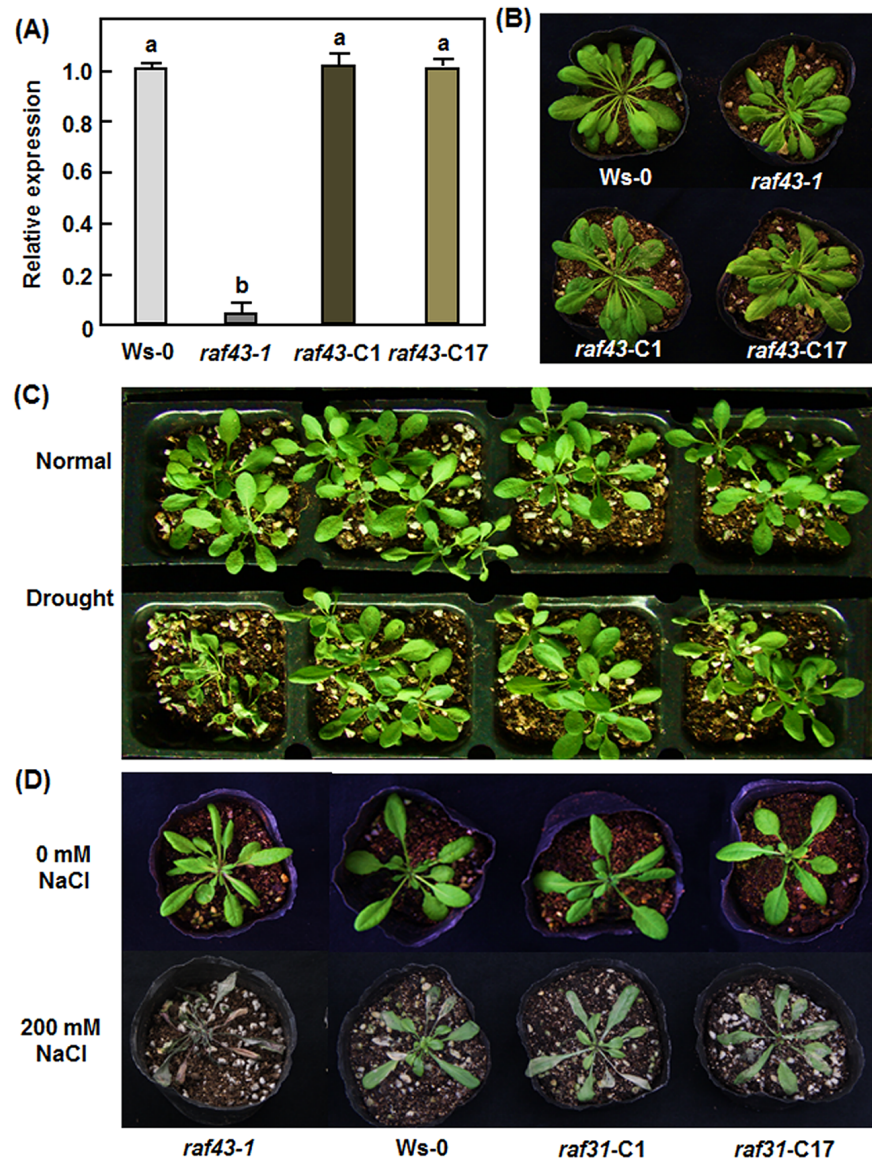 (A)
a
a
a
b
1.0
0.8
0.6
0.4
0.2
0
Relative expression
Ws-0
raf43-1
raf43-C1
raf43-C17
(B)
Ws-0
raf43-1
raf43-C1
raf43-C17
(C)
Normal
Drought
(D)
0 mM
NaCl
200 mM
NaCl
raf43-1
Ws-0
raf31-C1
raf31-C17